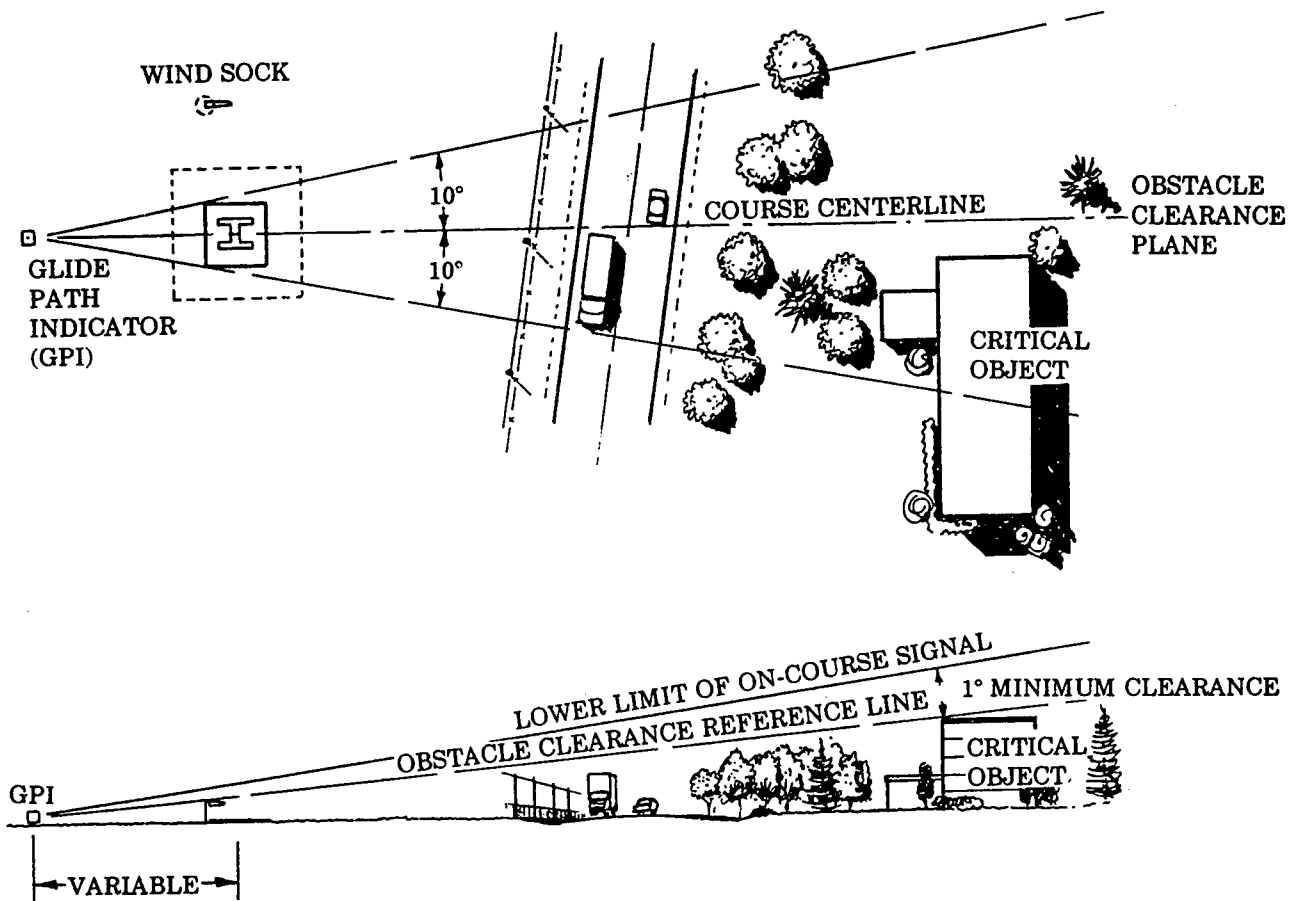 WIND SOCK
10°
10°
COURSE CENTERLINE
OBSTACLE
CLEARANCE
PLANE
GLIDE
PATH
INDICATOR
(GPI)
H
CRITICAL
OBJECT
LOWER LIMIT OF ON-COURSE SIGNAL
1° MINIMUM CLEARANCE
OBSTACLE CLEARANCE REFERENCE LINE
CRITICAL
OBJECT
GPI
VARIABLE